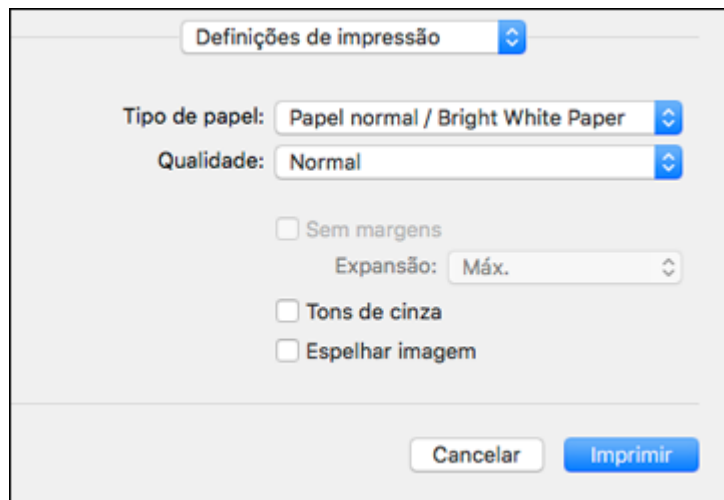 Definições de impressão
Tipo de papel: Papel normal / Bright White Paper
Qualidade: Normal
Sem margens
Expansão: Máx.
Tons de cinza
Espelhar imagem
Cancelar Imprimir